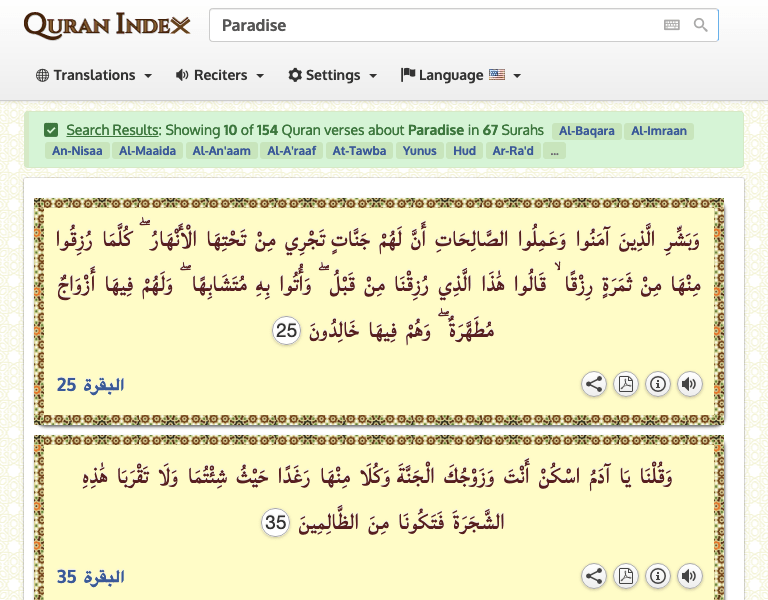 QURAN INDEX
Paradise
Translations Reciters Settings Language
Search Results: Showing 10 of 154 Quran verses about Paradise in 67 Surahs Al-Baqara Al-Imraan
An-Nisaa Al-Maaida Al-An'aam Al-A'raaf At-Tawba Yunus Hud Ar-Ra'd ...
وَبَشِّرِ الَّذِينَ آمَنُوا وَعَمِلُوا الصَّالِحَاتِ أَنَّ لَهُمْ جَنَّاتٍ تَجْرِي مِنْ تَحْتِهَا الْأَنْهَارُ ۖ كُلَّمَا رُزِقُوا
مِنْهَا مِنْ ثَمَرَةٍ رِزْقًا ۙ قَالُوا هَٰذَا الَّذِي رُزِقْنَا مِنْ قَبْلُ ۖ وَأُتُوا بِهِ مُتَشَابِهًا ۖ وَلَهُمْ فِيهَا أَزْوَاجٌ
مُطَهَّرَةٌ ۖ وَهُمْ فِيهَا خَالِدُونَ 25
البقرة 25
وَقُلْنَا يَا آدَمُ اسْكُنْ أَنْتَ وَزَوْجُكَ الْجَنَّةَ وَكُلَا مِنْهَا رَغَدًا حَيْثُ شِئْتُمَا وَلَا تَقْرَبَا هَٰذِهِ
الشَّجَرَةَ فَتَكُونَا مِنَ الظَّالِمِينَ 35
البقرة 35